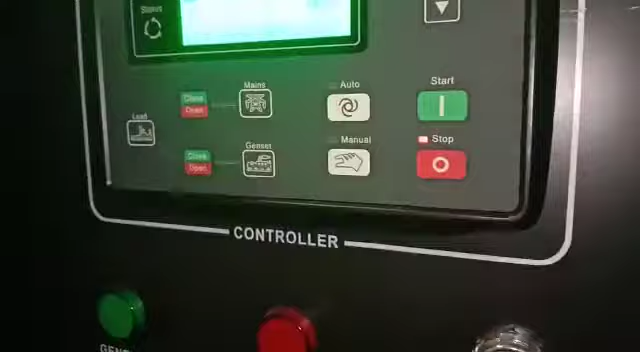 Status
Start
Auto
Mains
Close
Open
Load
Stop
Manual
Genset
Close
Open
CONTROLLER